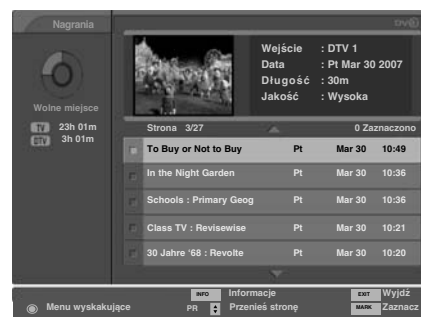 Nagrania
Wejście : DTV 1
Data : Pt Mar 30 2007
Długość : 30m
Jakość : Wysoka
Wolne miejsce
TV 23h 01m
DTV 3h 01m
Strona 3/27 0 Zaznaczono
To Buy or Not to Buy Pt Mar 30 10:49
In the Night Garden Pt Mar 30 10:36
Schools : Primary Geog Pt Mar 30 10:36
Class TV : Revisewise Pt Mar 30 10:21
30 Jahre '68 : Revolte Pt Mar 30 10:20
INFO Informacje EXIT Wyjdź
Menu wyskakujące PR Przenieś stronę MARK Zaznacz